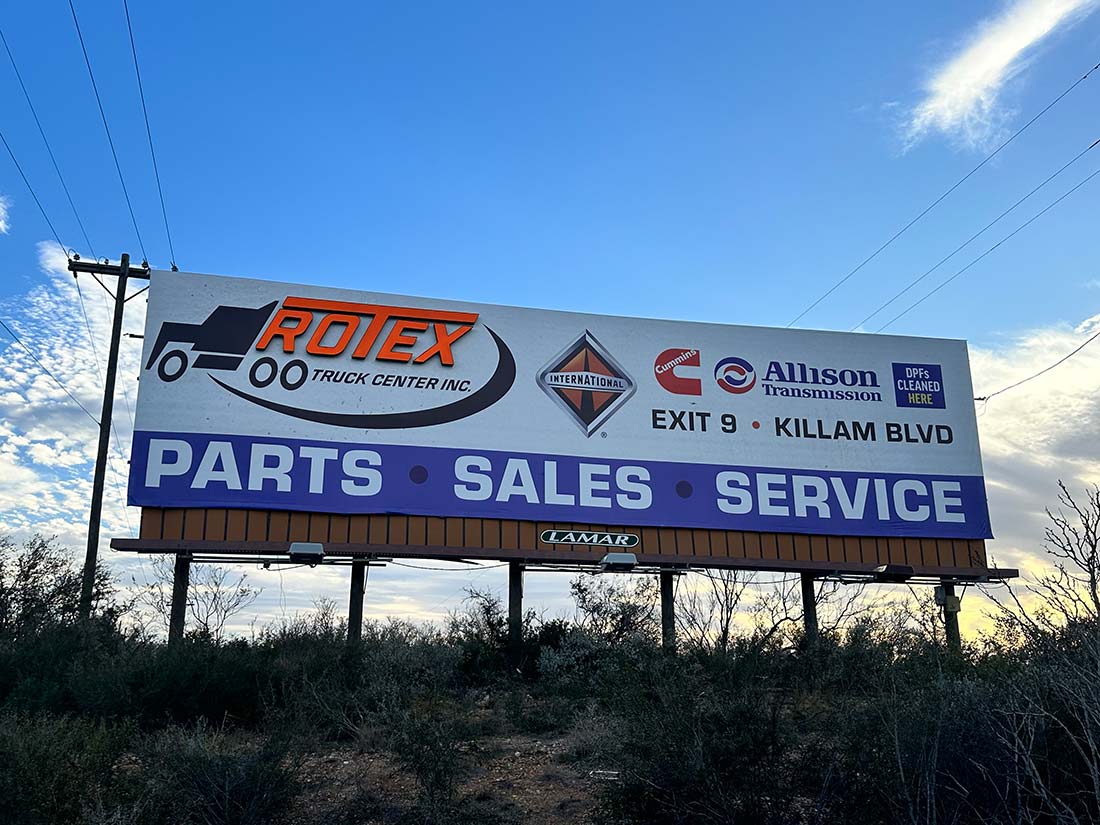 ROTEX
TRUCK CENTER INC.
INTERNATIONAL
®
Cummins
Allison
Transmission
DPFs
CLEANED
HERE
EXIT 9 • KILLAM BLVD
PARTS • SALES • SERVICE
LAMAR